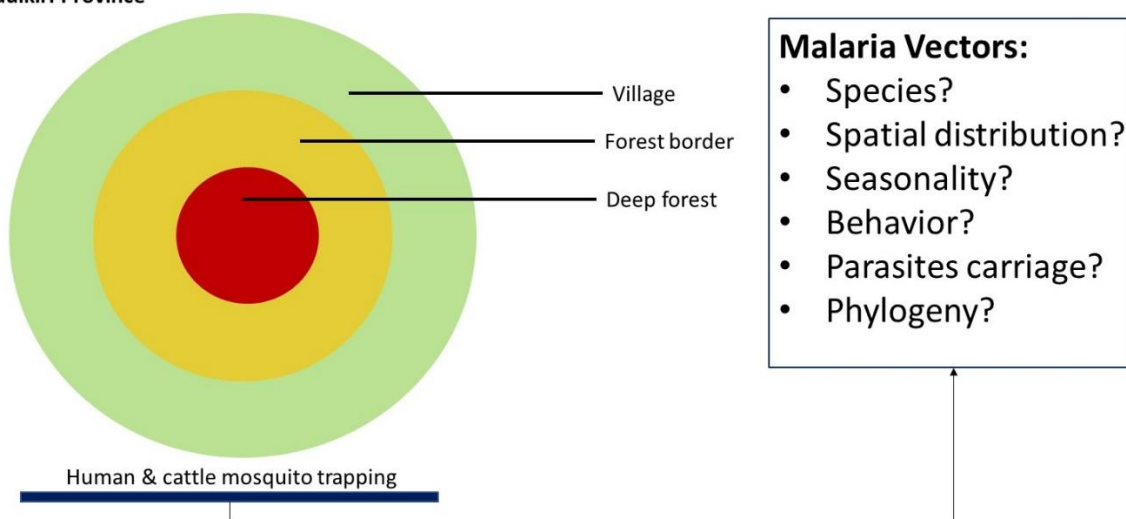 Province
Village
Forest border
Deep forest
Human & cattle mosquito trapping
Malaria Vectors:
• Species?
• Spatial distribution?
• Seasonality?
• Behavior?
• Parasites carriage?
• Phylogeny?